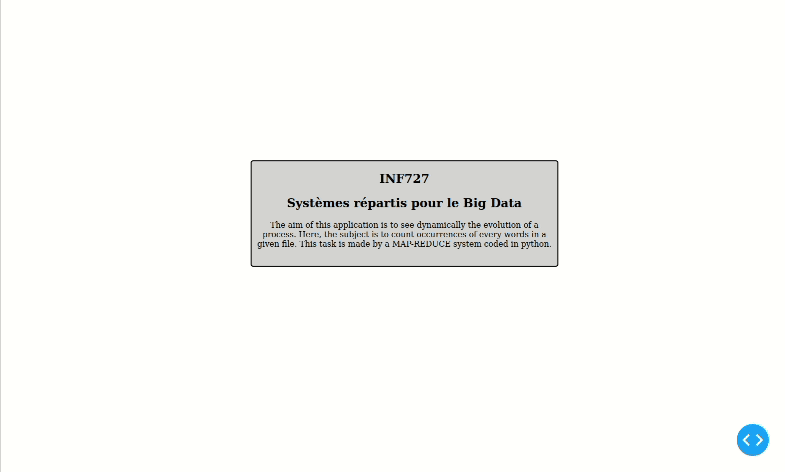 INF727
Systèmes répartis pour le Big Data
The aim of this application is to see dynamically the evolution of a
process. Here, the subject is to count occurrences of every words in a
given file. This task is made by a MAP-REDUCE system coded in python.